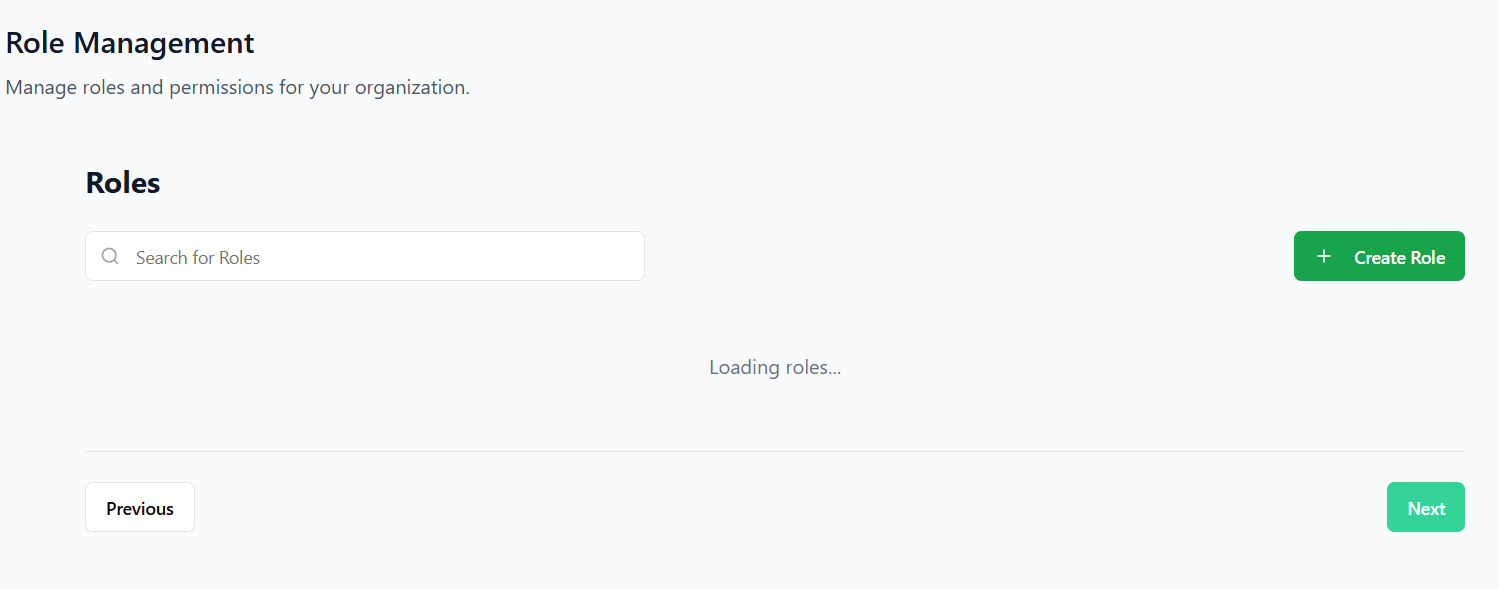 Role Management
Manage roles and permissions for your organization.
Roles
Search for Roles
Create Role
Loading roles...
Previous
Next